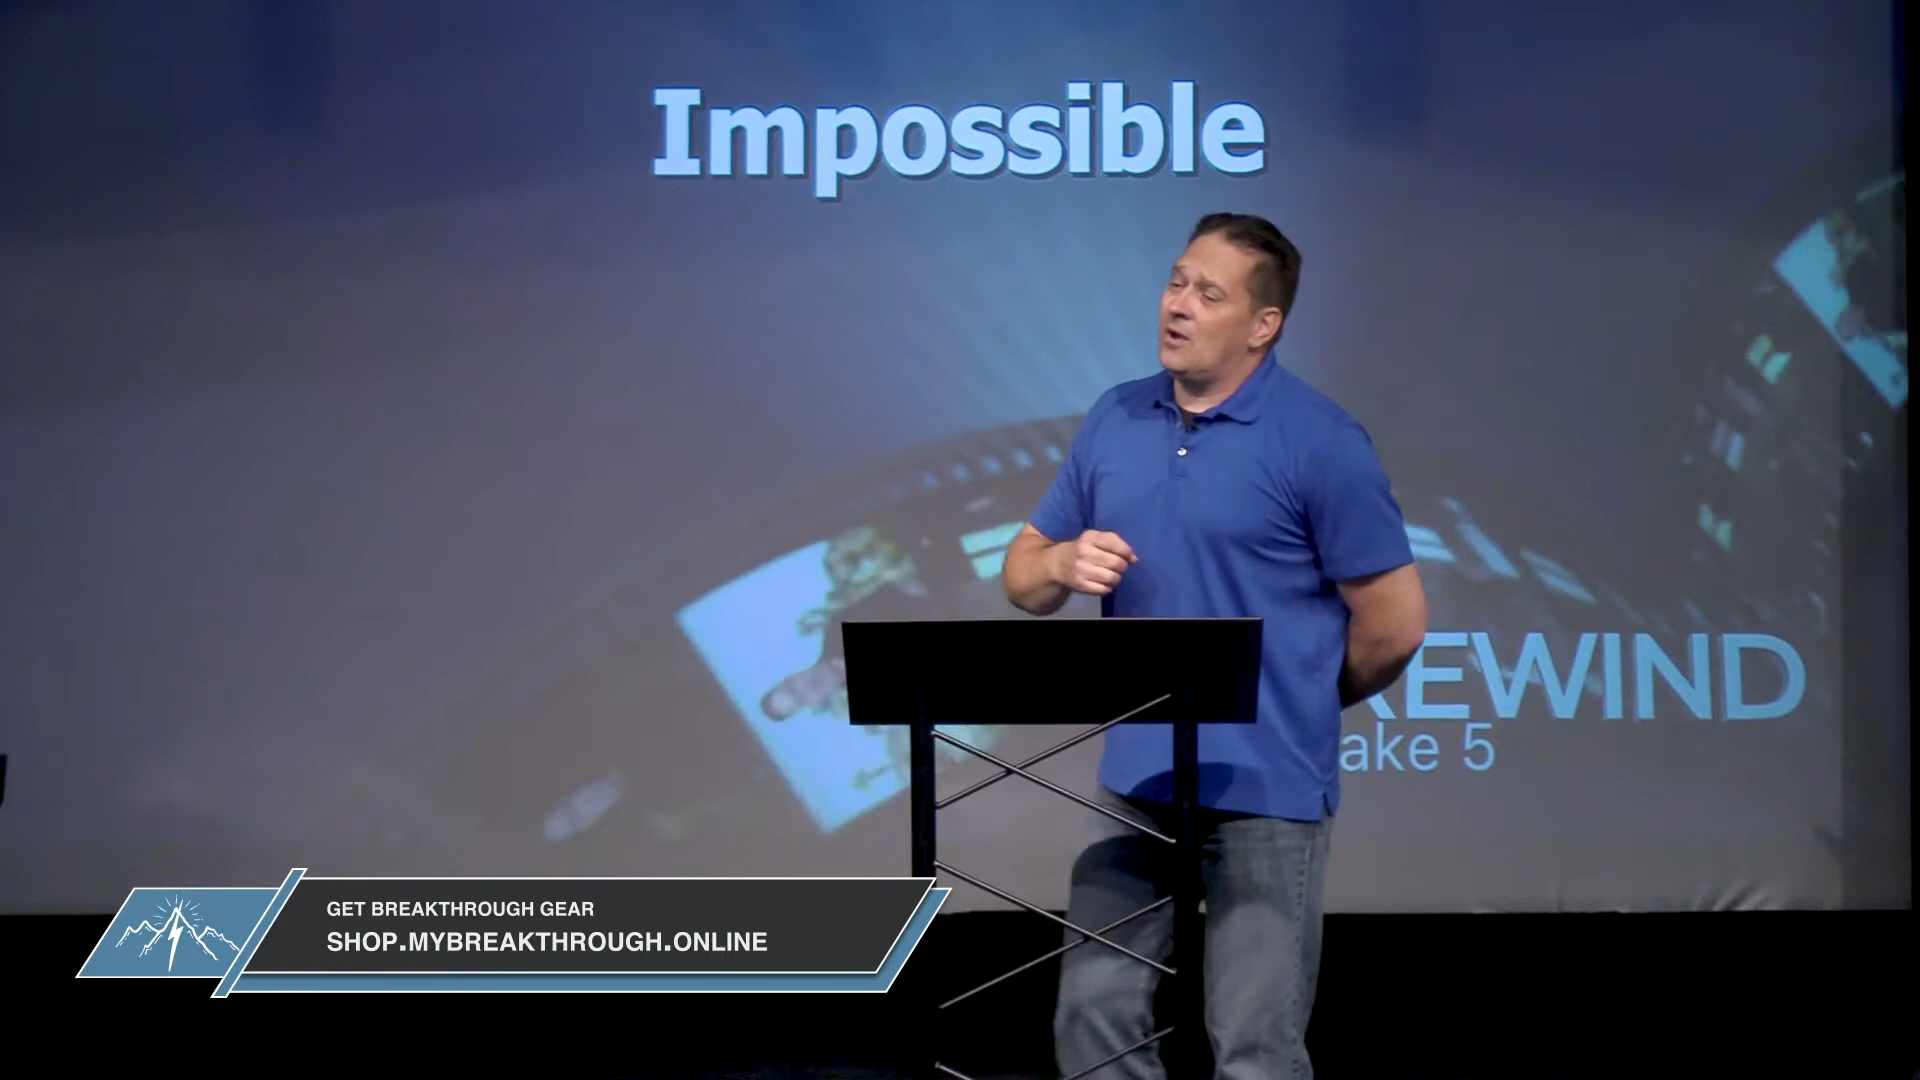 Impossible
REWIND
ake 5
GET BREAKTHROUGH GEAR
SHOP.MYBREAKTHROUGH.ONLINE